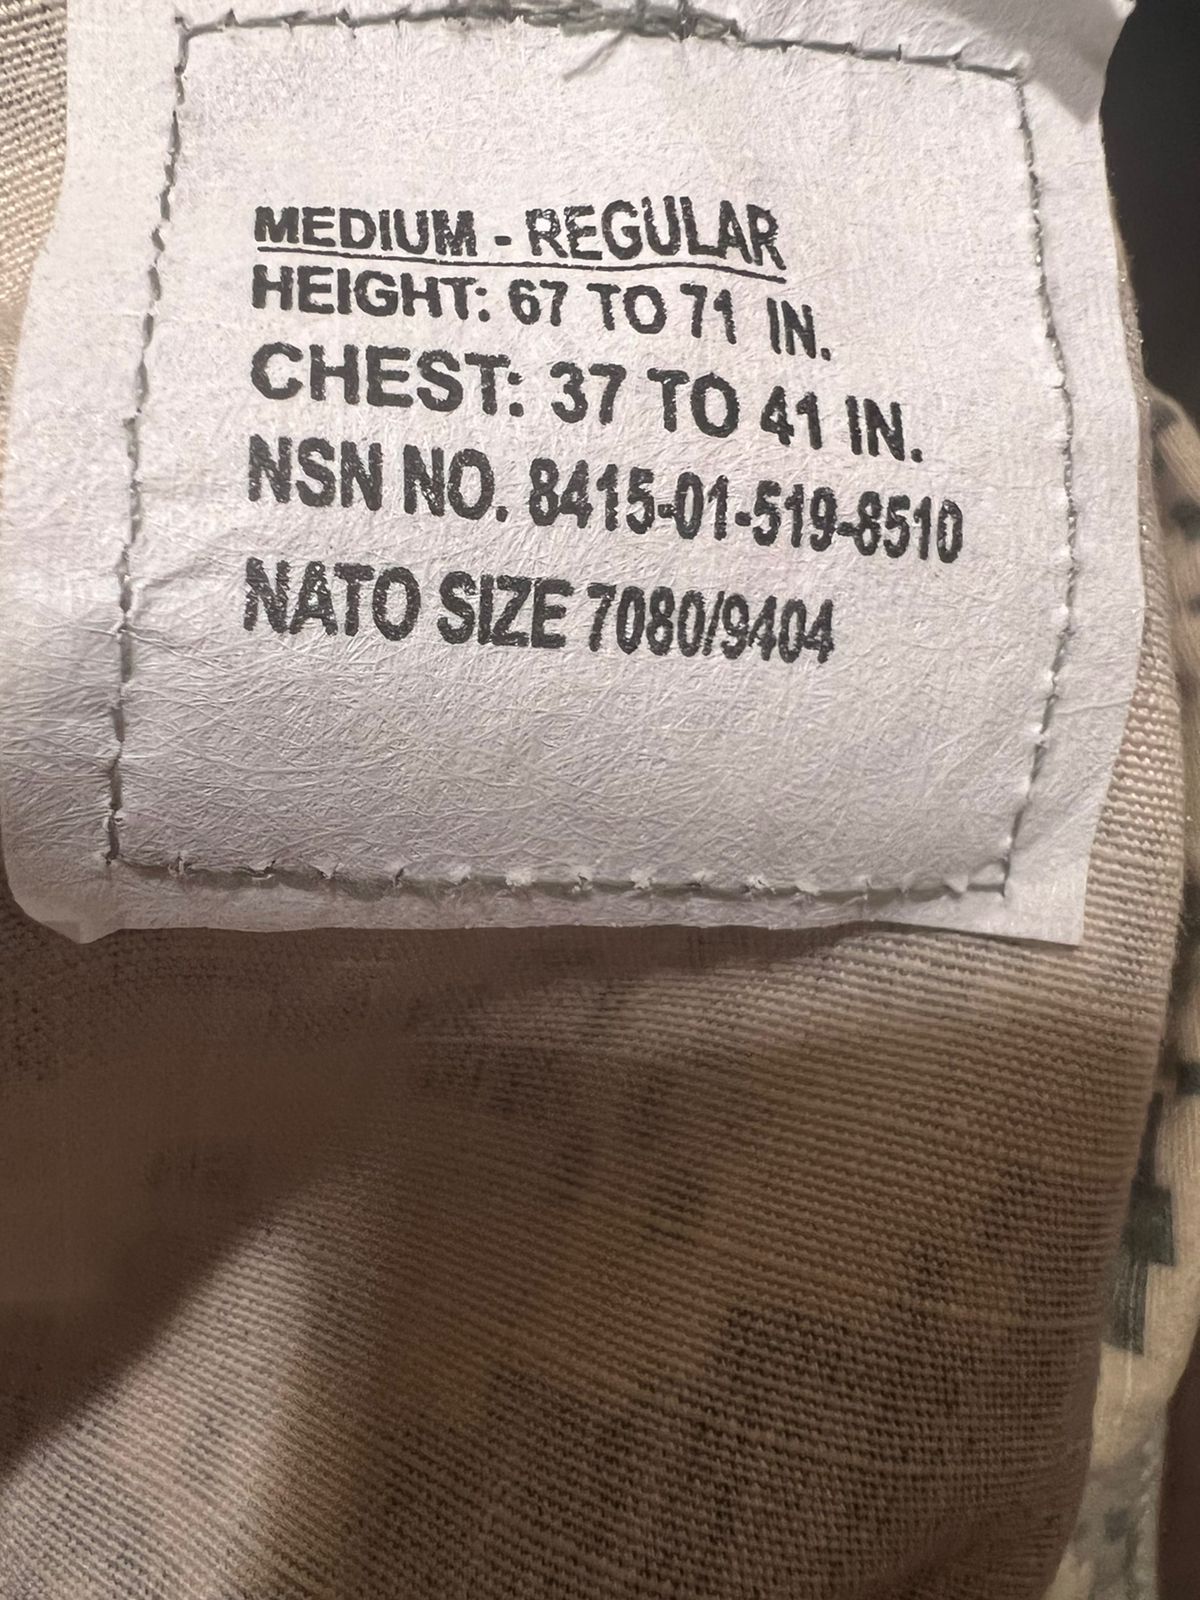 MEDIUM - REGULAR
HEIGHT: 67 TO 71 IN.
CHEST: 37 TO 41 IN.
NSN NO. 8415-01-519-8510
NATO SIZE 7080/9404